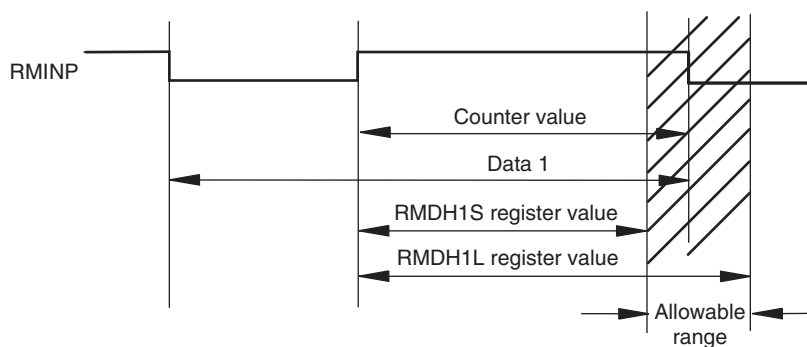 RMINP
Counter value
Data 1
RMDH1S register value
RMDH1L register value
Allowable
range